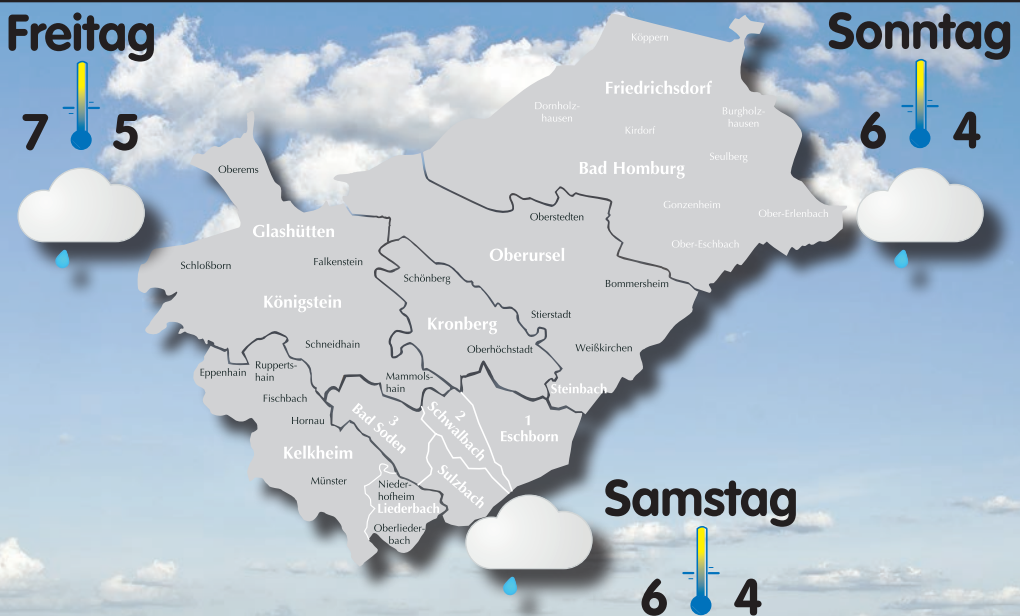 Freitag
7 5
Sonntag
6 4
Köppern
Friedrichsdorf
Dornholz-
hausen
Burgholz-
hausen
Kirdorf
Seulberg
Bad Homburg
Gonzenheim
Ober-Erlenbach
Ober-Eschbach
Oberems
Oberstedten
Glashütten
Oberursel
Schloßborn
Falkenstein
Schönberg
Bommersheim
Königstein
Kronberg
Stierstadt
Schneidhain
Oberhöchstadt
Weißkirchen
Eppenhain
Rupperts-
hain
Mammols-
hain
Steinbach
Fischbach
Hornau
3
Bad Soden
2
Schwalbach
1
Eschborn
Kelkheim
Münster
Nieder-
hofheim
Sulzbach
Liederbach
Oberlieder-
bach
Samstag
6 4